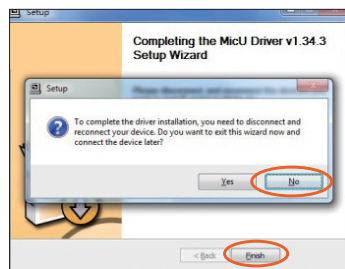 Setup
Completing the MicU Driver v1.34.3
Setup Wizard
Setup
To complete the driver installation, you need to disconnect and
reconnect your device. Do you want to exit this wizard now and
connect the device later?
Yes
No
< Back
Finish